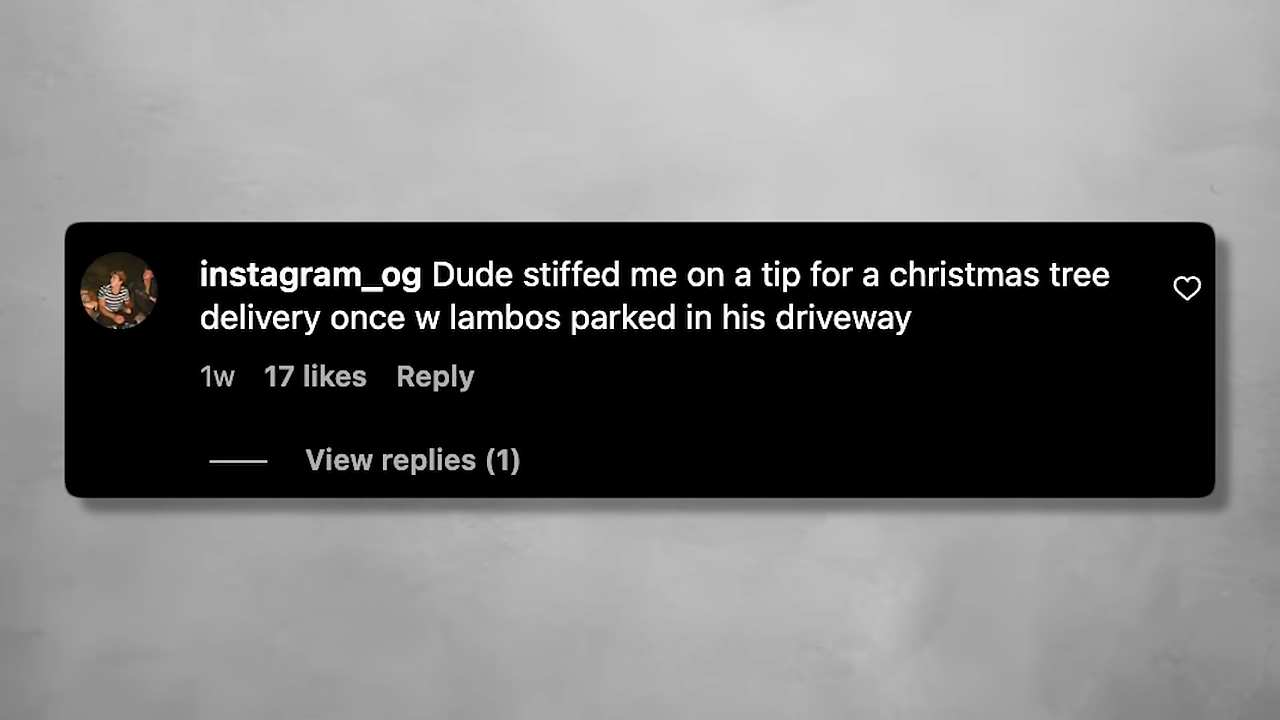 instagram_og Dude stiffed me on a tip for a christmas tree
delivery once w lambos parked in his driveway
1w 17 likes Reply
View replies (1)